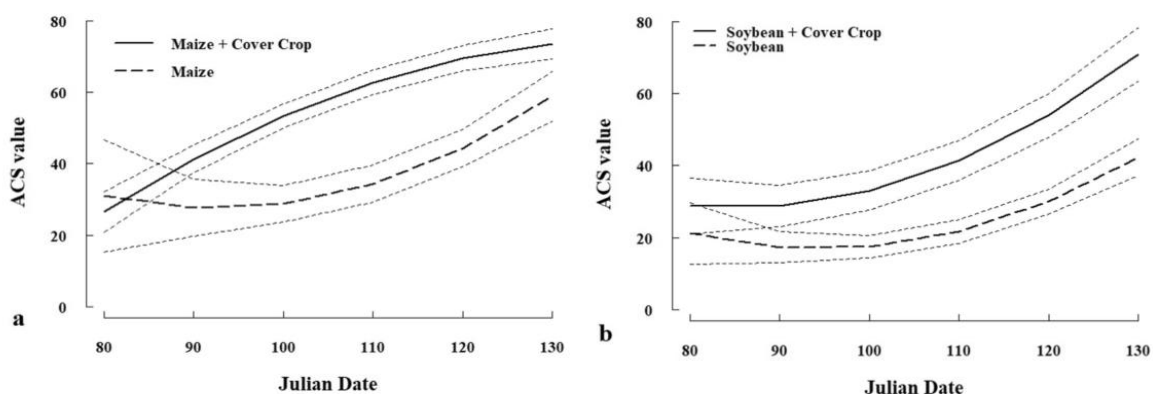 80
Maize + Cover Crop
Maize
60
ACS value
40
20
0
a
80 90 100 110 120 130
Julian Date
80
Soybean + Cover Crop
Soybean
60
ACS value
40
20
0
b
80 90 100 110 120 130
Julian Date